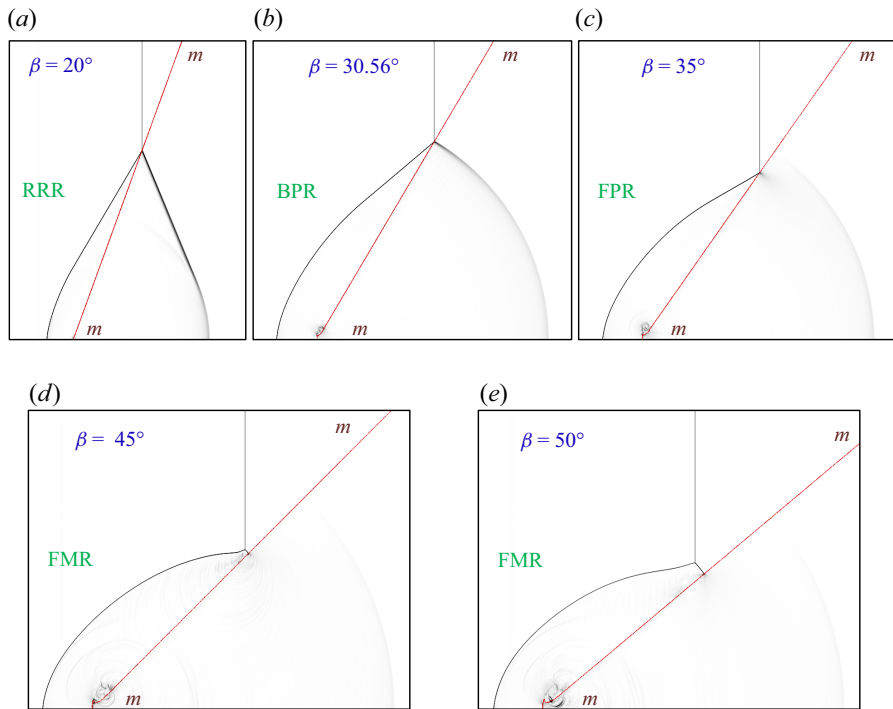 (a)
β = 20°
m
RRR
m
(b)
β = 30.56°
m
BPR
m
(c)
β = 35°
m
FPR
m
(d)
β = 45°
m
FMR
m
(e)
β = 50°
m
FMR
m